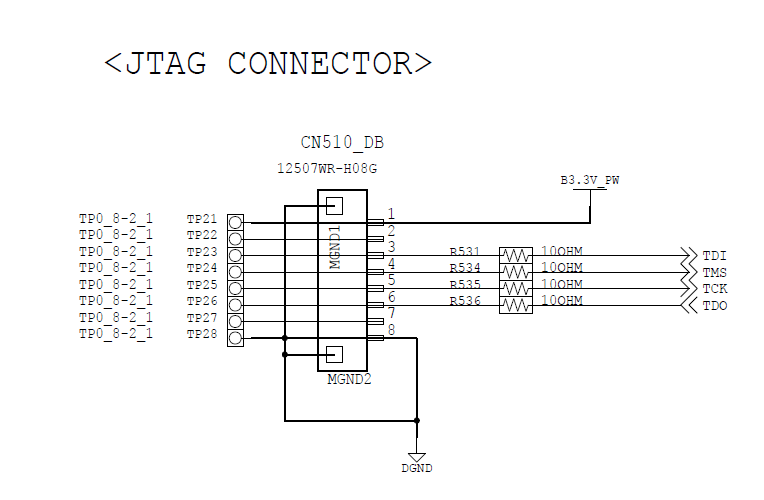 <JTAG CONNECTOR>
CN510_DB
12507WR-H08G
B3.3V_PW
TP0_8-2_1 TP21 1
TP0_8-2_1 TP22 2
TP0_8-2_1 TP23 3 R531 10OHM TDI
TP0_8-2_1 TP24 4 R534 10OHM TMS
TP0_8-2_1 TP25 5 R535 10OHM TCK
TP0_8-2_1 TP26 6 R536 10OHM TDO
TP0_8-2_1 TP27 7
TP0_8-2_1 TP28 8
MGND1
MGND2
DGND